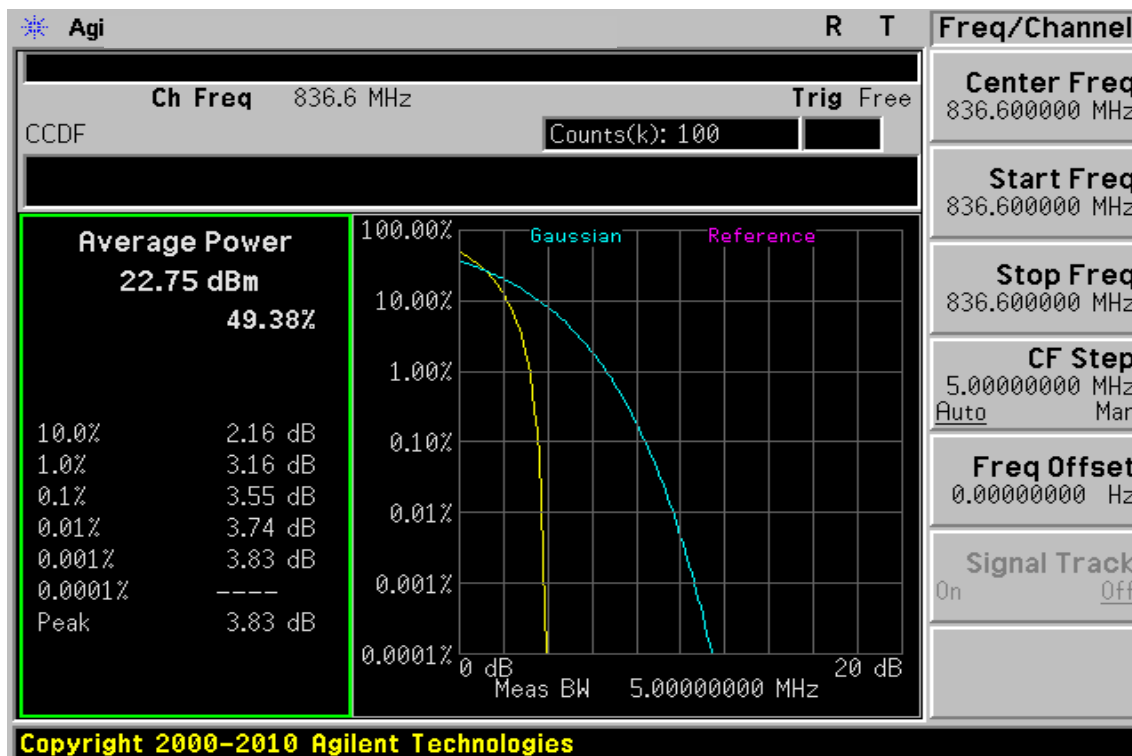 Agi R T Freq/Channel
Ch Freq 836.6 MHz Trig Free
CCDF Counts(k): 100
Center Freq
836.600000 MHz
Start Freq
836.600000 MHz
Stop Freq
836.600000 MHz
CF Step
5.00000000 MHz
Auto Man
Freq Offset
0.00000000 Hz
Signal Track
On Off
Average Power
22.75 dBm
49.38%
10.0% 2.16 dB
1.0% 3.16 dB
0.1% 3.55 dB
0.01% 3.74 dB
0.001% 3.83 dB
0.0001% ----
Peak 3.83 dB
Gaussian Reference
100.00%
10.00%
1.00%
0.10%
0.01%
0.001%
0.0001%
0 dB 20 dB
Meas BW 5.00000000 MHz
Copyright 2000-2010 Agilent Technologies